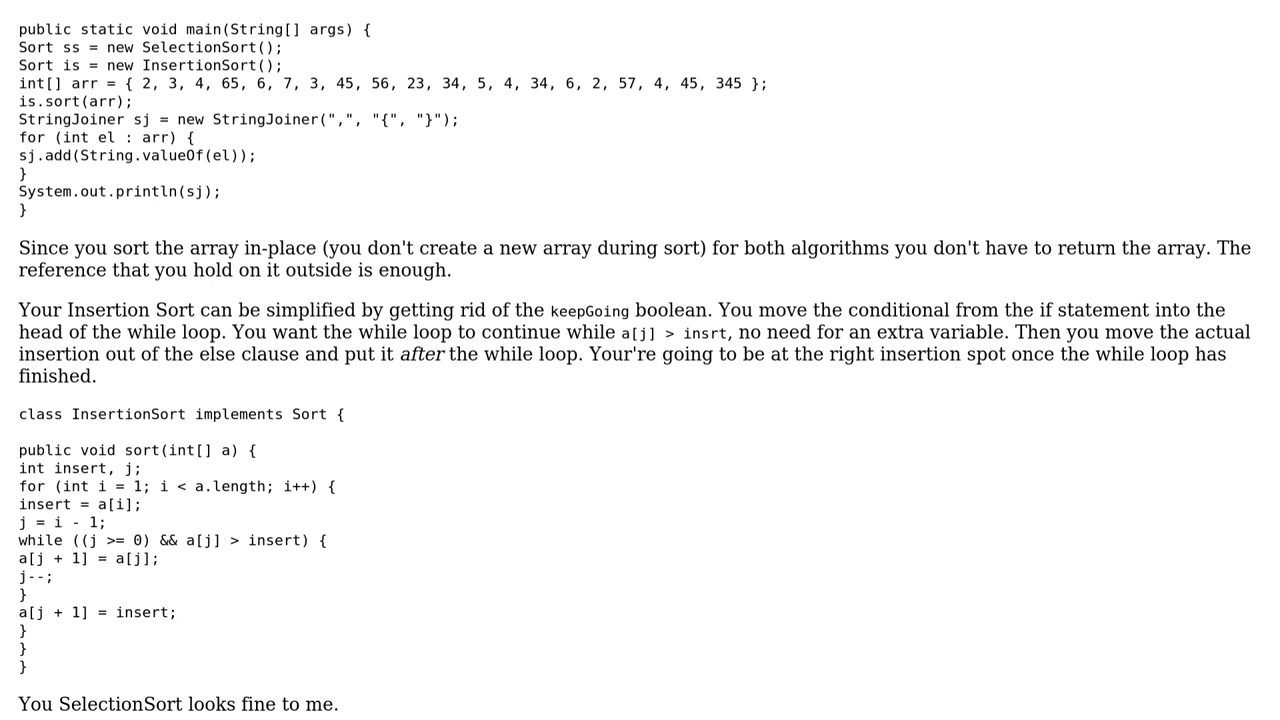 public static void main(String[] args) {
Sort ss = new SelectionSort();
Sort is = new InsertionSort();
int[] arr = { 2, 3, 4, 65, 6, 7, 3, 45, 56, 23, 34, 5, 4, 34, 6, 2, 57, 4, 45, 345 };
is.sort(arr);
StringJoiner sj = new StringJoiner(",", "{", "}");
for (int el : arr) {
sj.add(String.valueOf(el));
}
System.out.println(sj);
}
Since you sort the array in-place (you don't create a new array during sort) for both algorithms you don't have to return the array. The
reference that you hold on it outside is enough.
Your Insertion Sort can be simplified by getting rid of the keepGoing boolean. You move the conditional from the if statement into the
head of the while loop. You want the while loop to continue while a[j] > insrt, no need for an extra variable. Then you move the actual
insertion out of the else clause and put it after the while loop. Your're going to be at the right insertion spot once the while loop has
finished.
class InsertionSort implements Sort {
public void sort(int[] a) {
int insert, j;
for (int i = 1; i < a.length; i++) {
insert = a[i];
j = i - 1;
while ((j >= 0) && a[j] > insert) {
a[j + 1] = a[j];
j--;
}
a[j + 1] = insert;
}
}
}
You SelectionSort looks fine to me.